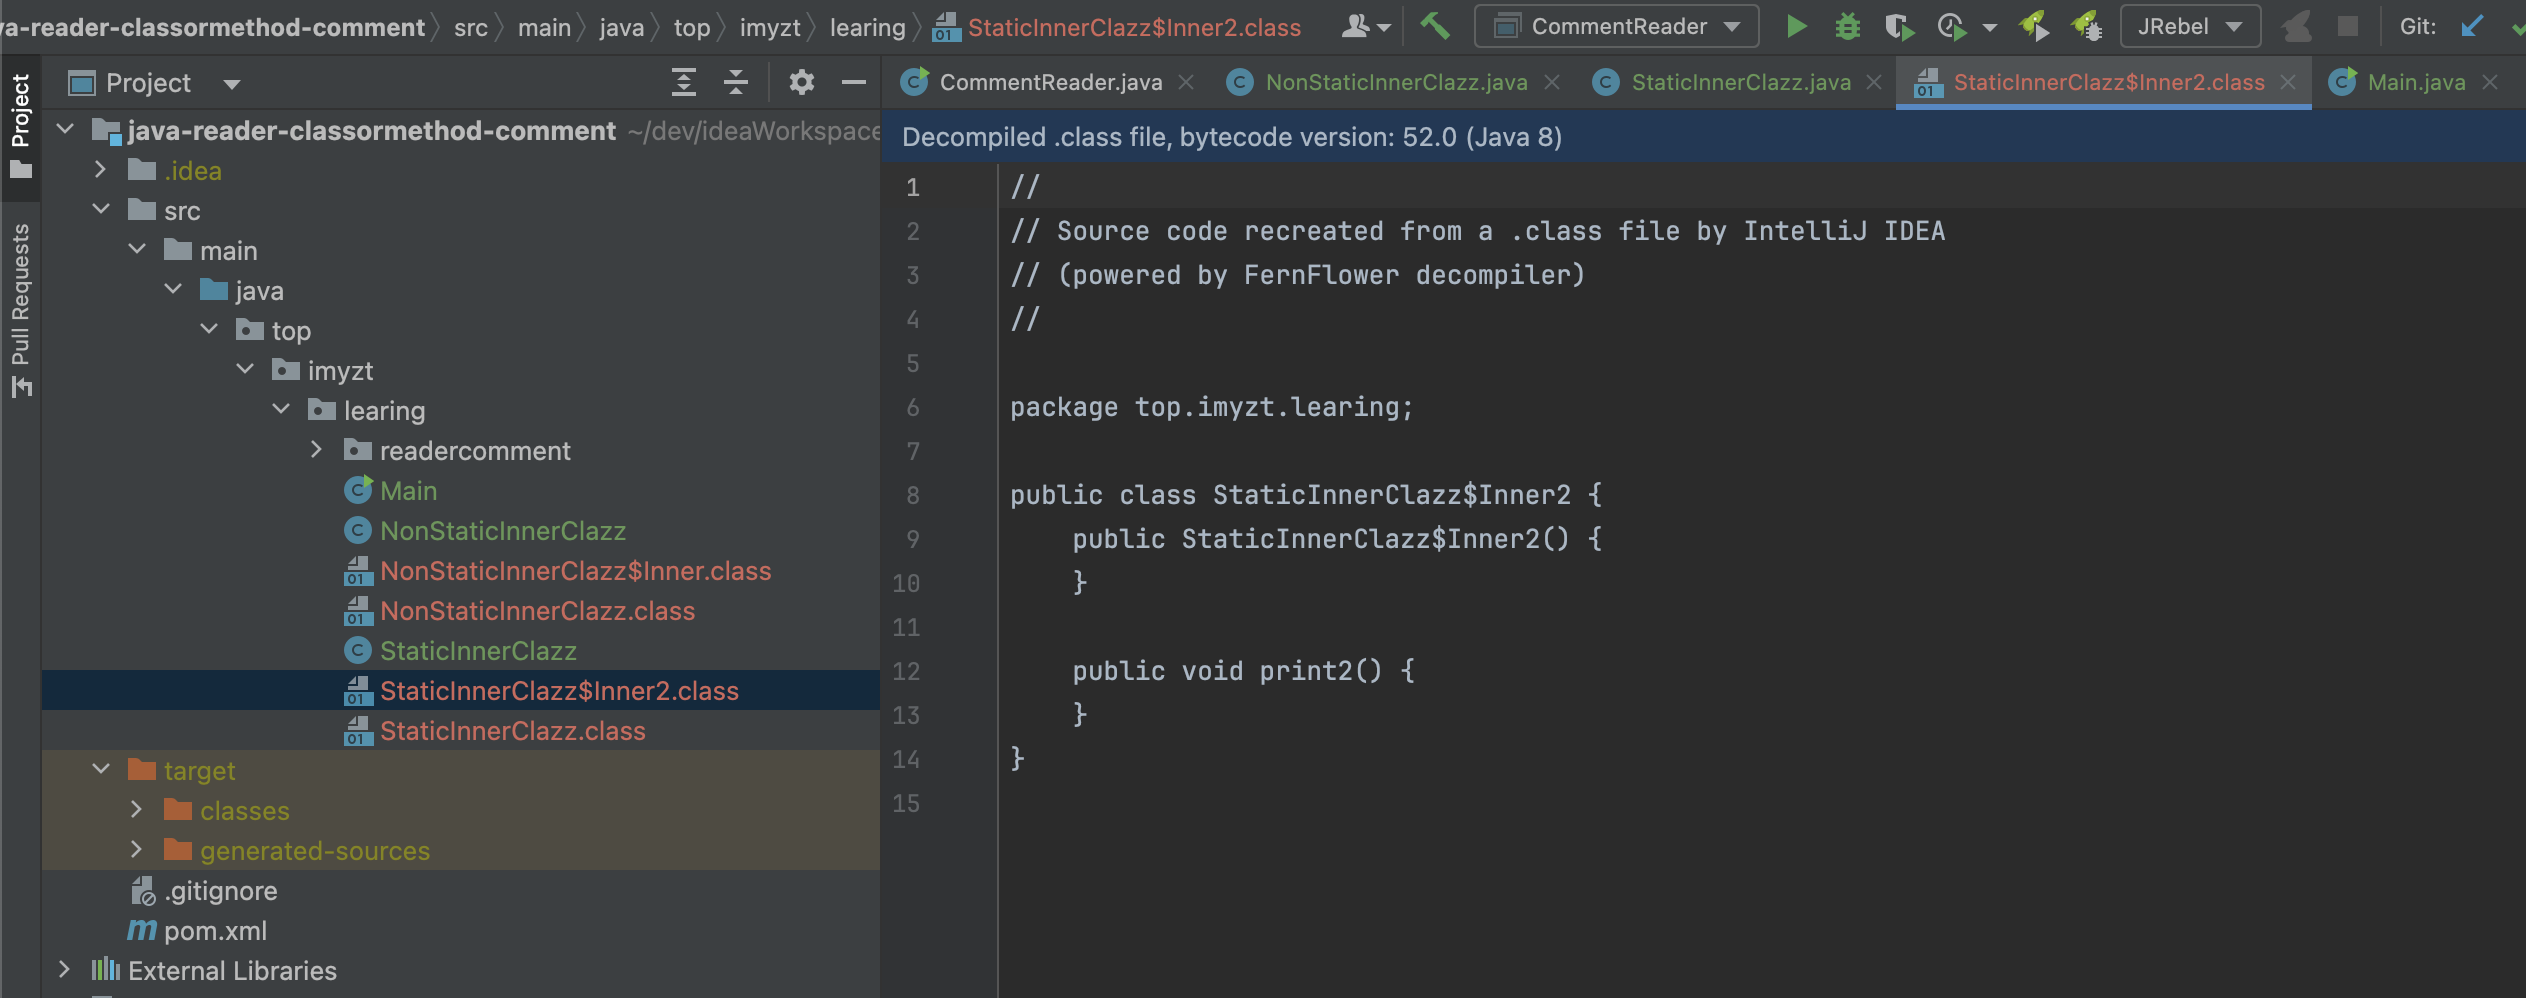 va-reader-classormethod-comment src main java top imyzt learing StaticInnerClazz$Inner2.class CommentReader JRebel Git:
Project
CommentReader.java NonStaticInnerClazz.java StaticInnerClazz.java StaticInnerClazz$Inner2.class Main.java
Project
Pull Requests
java-reader-classormethod-comment ~/dev/ideaWorkspace
.idea
src
main
java
top
imyzt
learing
readercomment
Main
NonStaticInnerClazz
NonStaticInnerClazz$Inner.class
NonStaticInnerClazz.class
StaticInnerClazz
StaticInnerClazz$Inner2.class
StaticInnerClazz.class
target
classes
generated-sources
.gitignore
pom.xml
External Libraries
Decompiled .class file, bytecode version: 52.0 (Java 8)
1 //
2 // Source code recreated from a .class file by IntelliJ IDEA
3 // (powered by FernFlower decompiler)
4 //
5
6 package top.imyzt.learing;
7
8 public class StaticInnerClazz$Inner2 {
9 public StaticInnerClazz$Inner2() {
10 }
11
12 public void print2() {
13 }
14 }
15